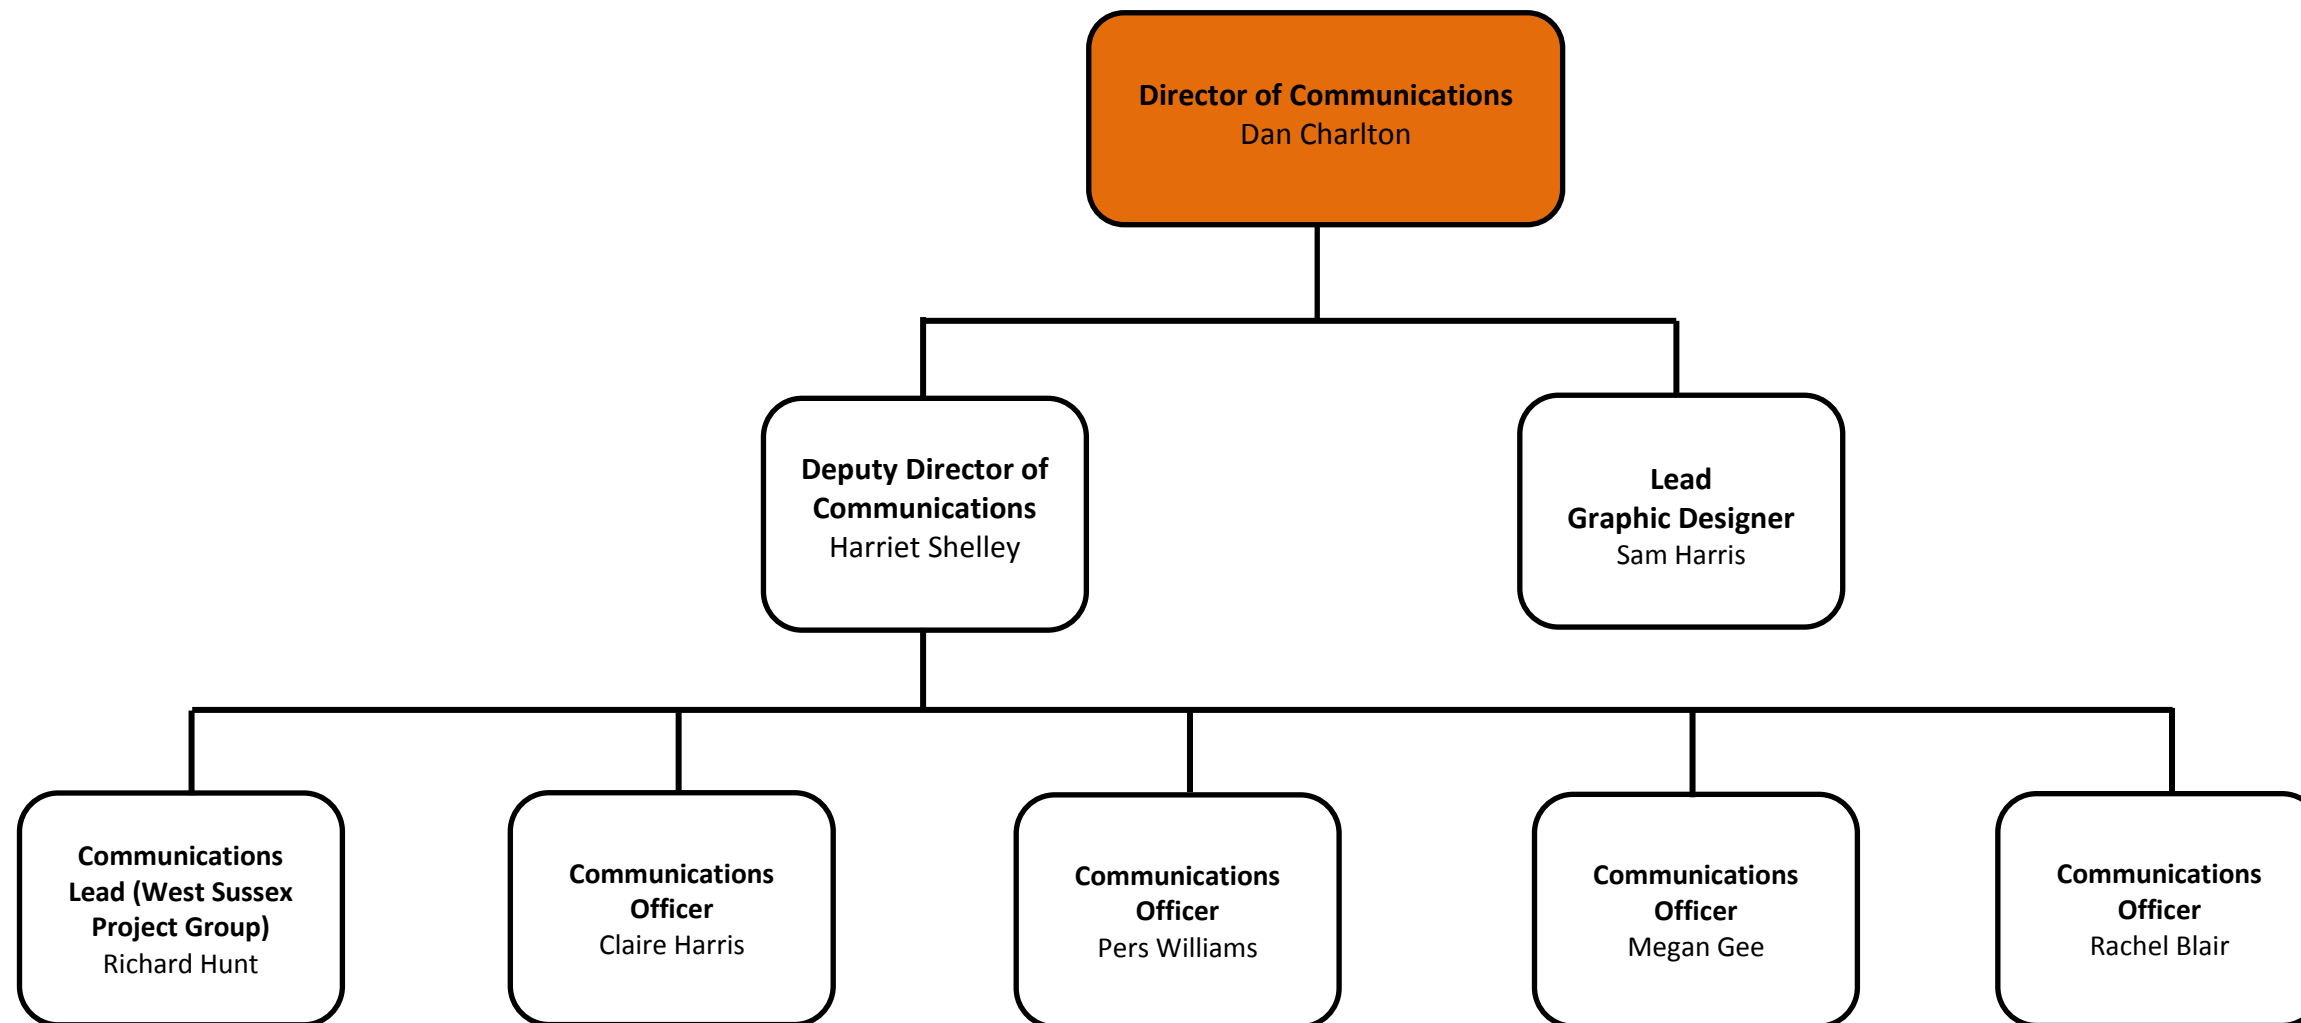 Director of Communications
Dan Charlton
Deputy Director of
Communications
Harriet Shelley
Lead
Graphic Designer
Sam Harris
Communications
Lead (West Sussex
Project Group)
Richard Hunt
Communications
Officer
Claire Harris
Communications
Officer
Pers Williams
Communications
Officer
Megan Gee
Communications
Officer
Rachel Blair